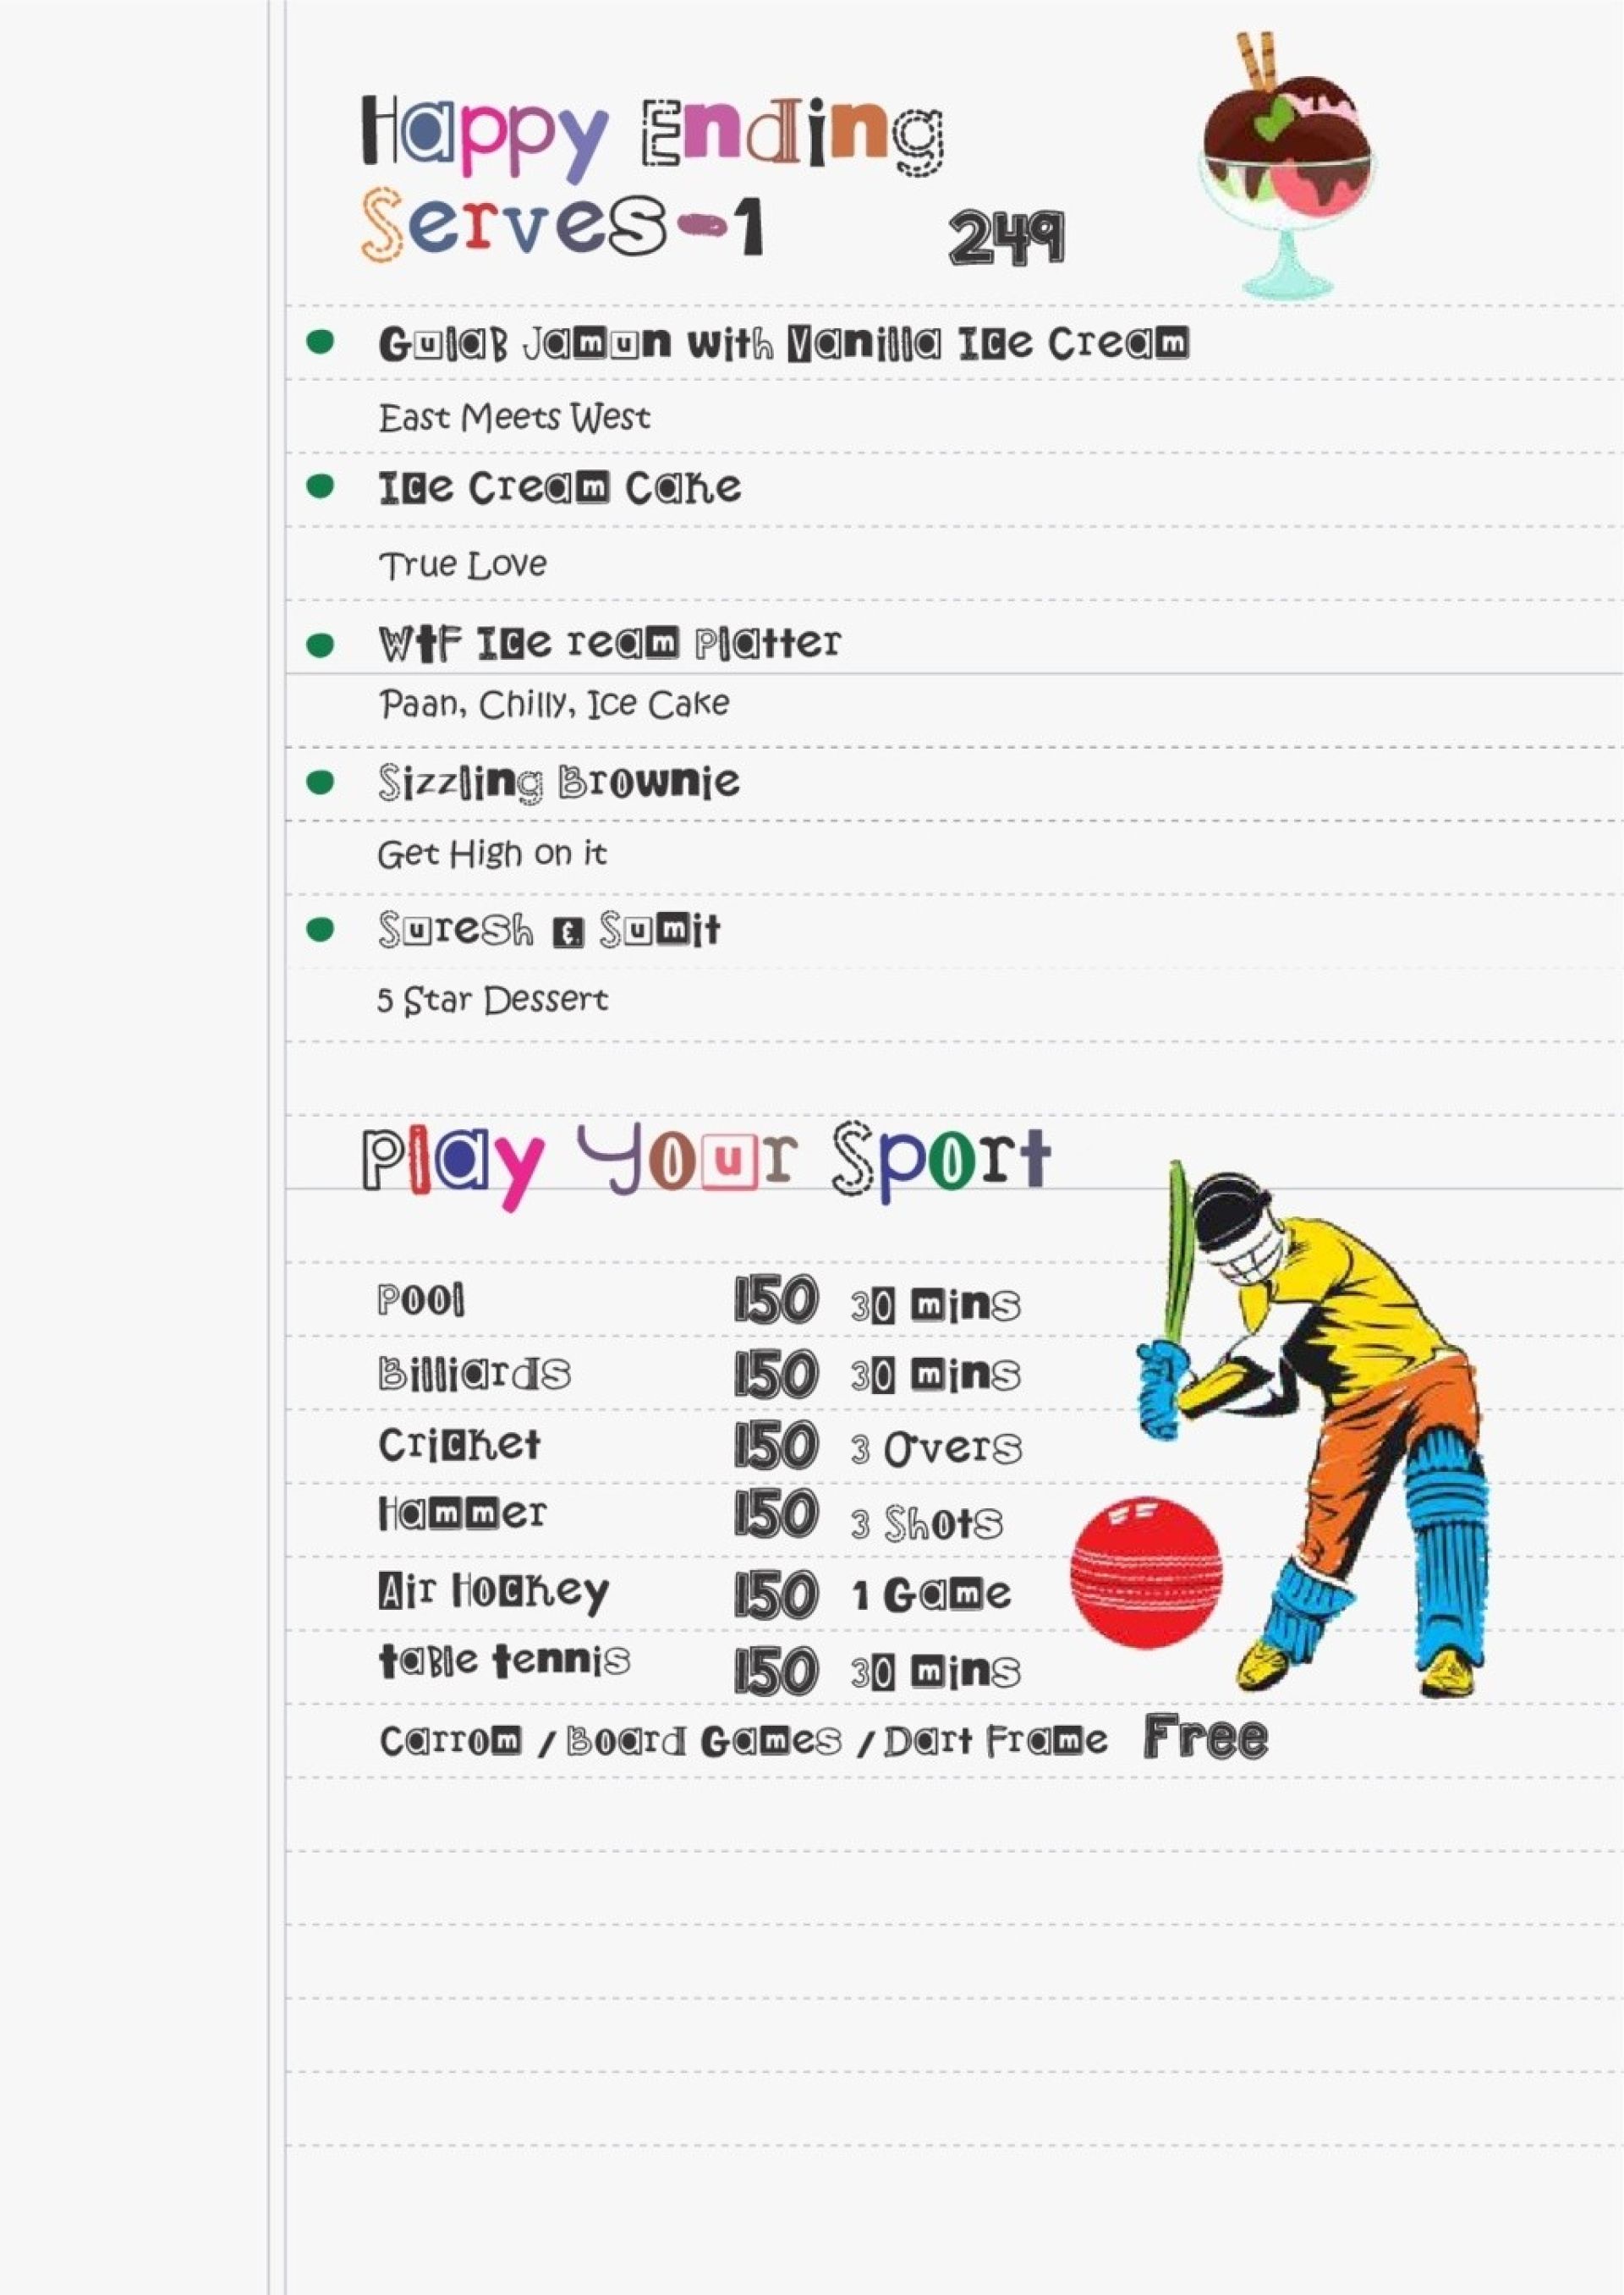 Happy Ending
Serves-1 249
Gulab Jamun with Vanilla Ice Cream
East Meets West
Ice Cream Cake
True Love
WtF Ice ream Platter
Paan, Chilly, Ice Cake
Sizzling Brownie
Get High on it
Suresh & Sumit
5 Star Dessert
Play Your Sport
Pool 150 30 mins
Billiards 150 30 mins
Cricket 150 3 Overs
Hammer 150 3 Shots
Air Hockey 150 1 Game
table tennis 150 30 mins
Carrom / Board Games / Dart Frame Free